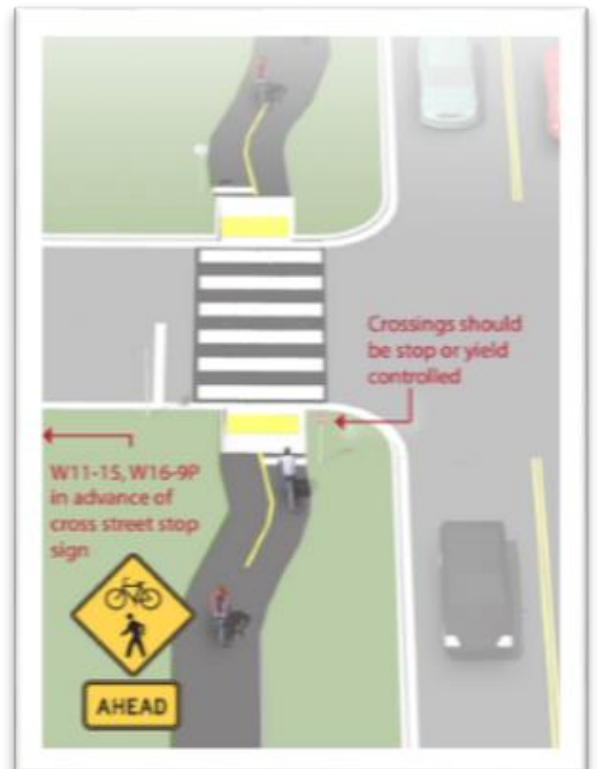 Crossings should
be stop or yield
controlled
W11-15, W16-9P
in advance of
cross street stop
sign
AHEAD